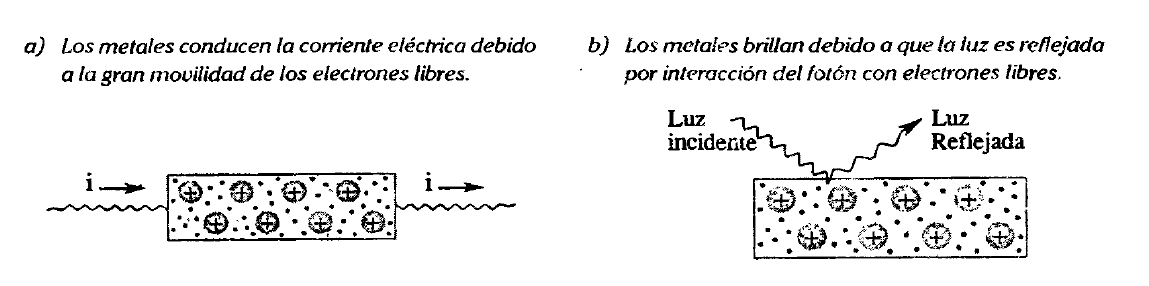 a) Los metales conducen la corriente eléctrica debido
a la gran movilidad de los electrones libres.
b) Los metales brillan debido a que la luz es reflejada
por interacción del fotón con electrones libres.
i
i
Luz
incidente
Luz
Reflejada
+ + + +
+ + + +
+ + + +
+ + + +